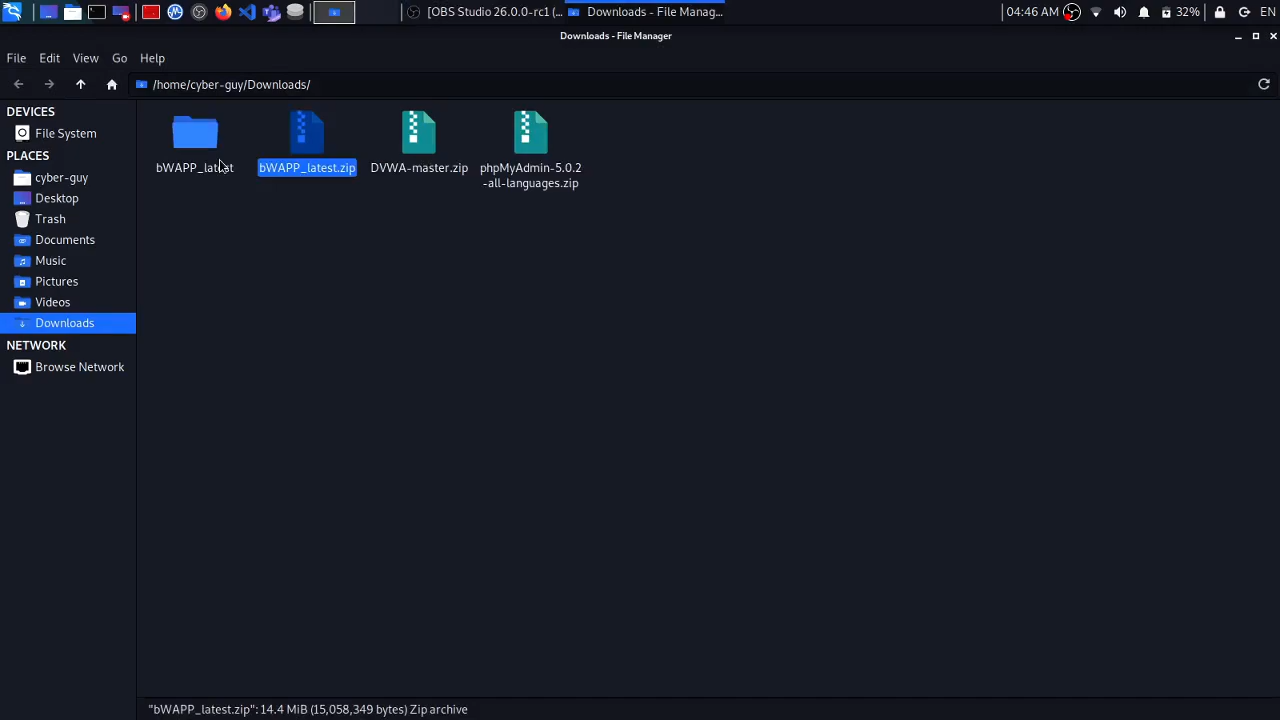 [OBS Studio 26.0.0-rc1 (...
Downloads - File Manag...
04:46 AM
32%
EN
Downloads - File Manager
File Edit View Go Help
/home/cyber-guy/Downloads/
DEVICES
File System
PLACES
cyber-guy
Desktop
Trash
Documents
Music
Pictures
Videos
Downloads
NETWORK
Browse Network
bWAPP_latest
bWAPP_latest.zip
DVWA-master.zip
phpMyAdmin-5.0.2
-all-languages.zip
"bWAPP_latest.zip": 14.4 MiB (15,058,349 bytes) Zip archive